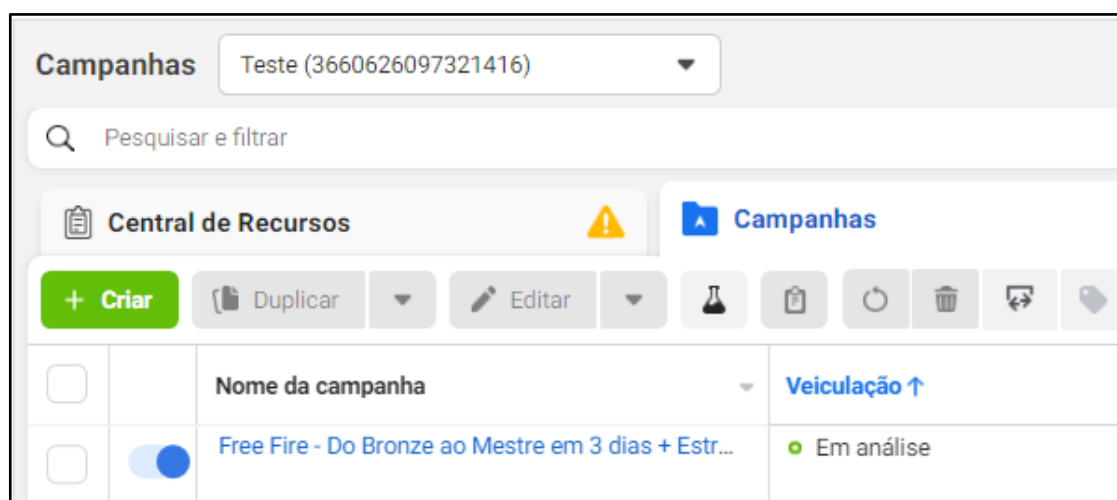 Campanhas Teste (3660626097321416)
Pesquisar e filtrar
Central de Recursos Campanhas
+ Criar Duplicar Editar
Nome da campanha Veiculação ↑
Free Fire - Do Bronze ao Mestre em 3 dias + Estr... Em análise